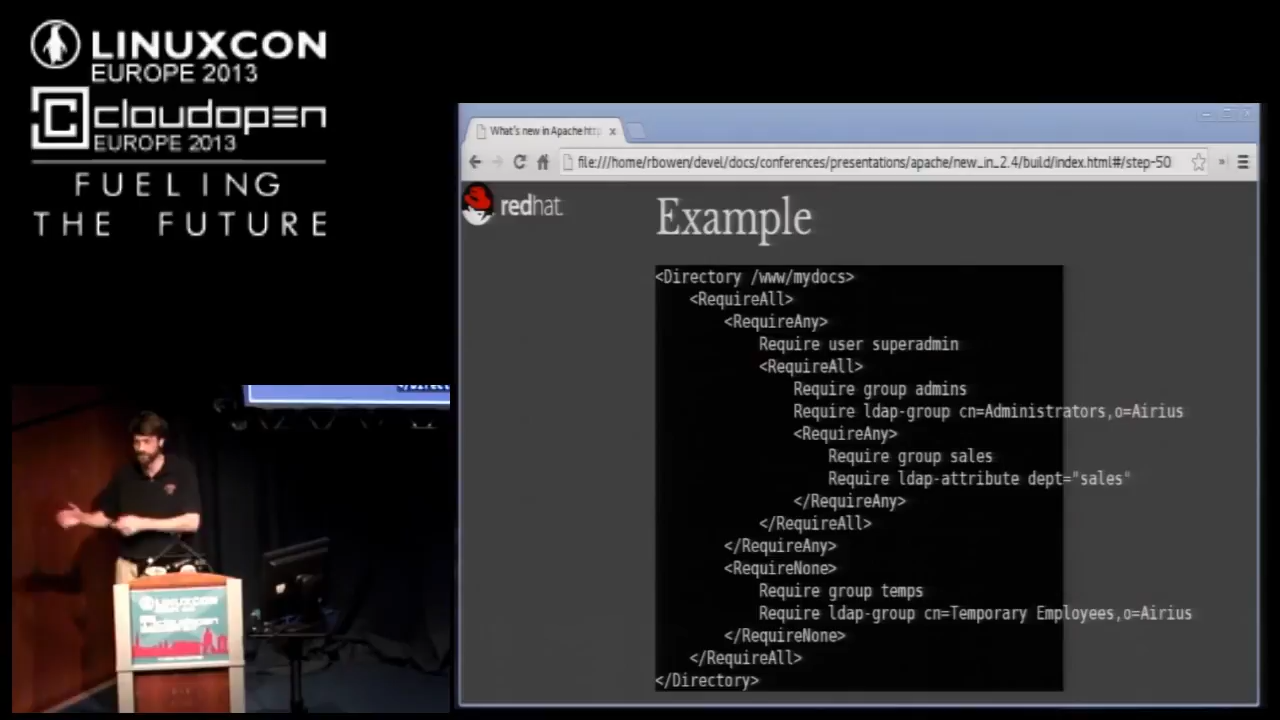 LINUXCON
EUROPE 2013
cloudopen
EUROPE 2013
FUELING
THE FUTURE
What's new in Apache http
file:///home/rbowen/devel/docs/conferences/presentations/apache/new_in_2.4/build/index.html#/step-50
redhat
Example
<Directory /www/mydocs>
<RequireAll>
<RequireAny>
Require user superadmin
<RequireAll>
Require group admins
Require ldap-group cn=Administrators,o=Airius
<RequireAny>
Require group sales
Require ldap-attribute dept="sales"
</RequireAny>
</RequireAll>
</RequireAny>
<RequireNone>
Require group temps
Require ldap-group cn=Temporary Employees,o=Airius
</RequireNone>
</RequireAll>
</Directory>
LINUXCON
cloudopen